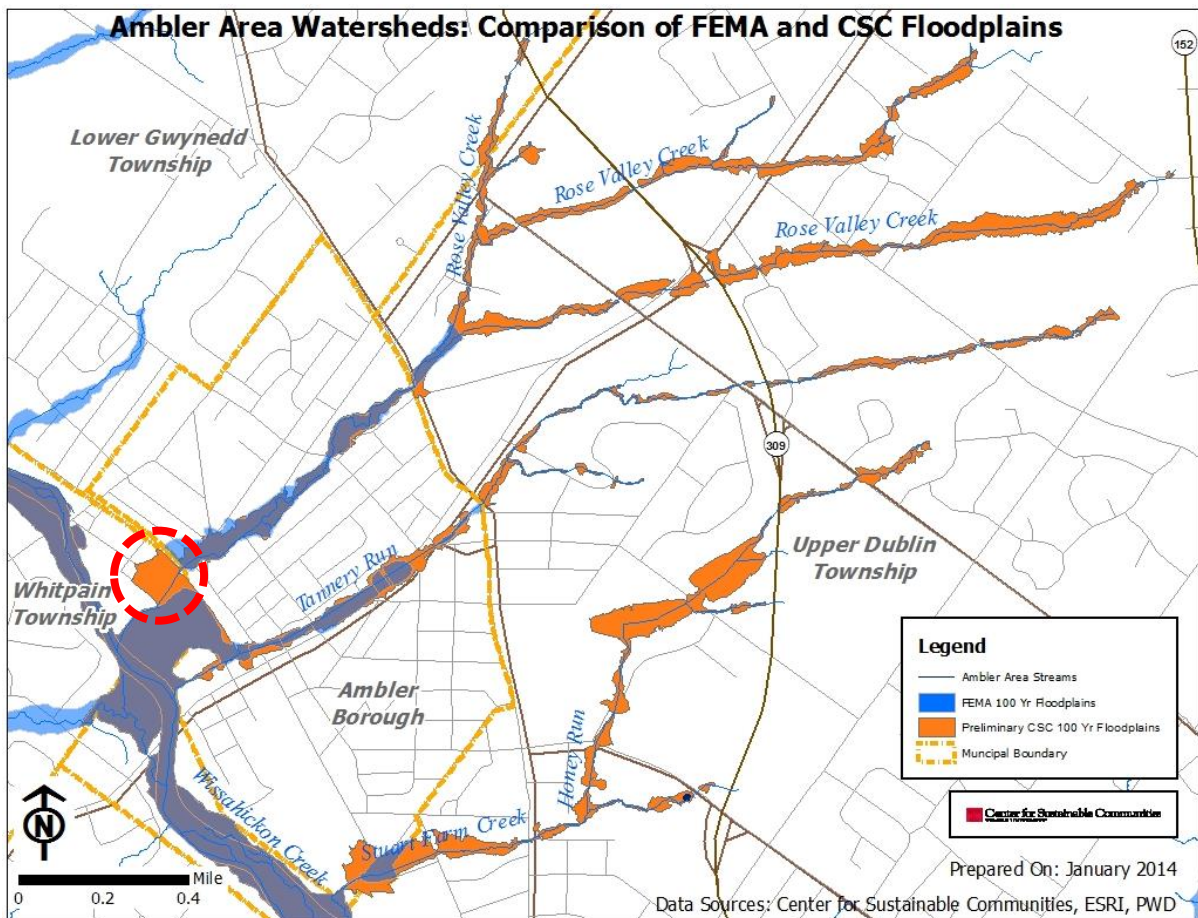 Ambler Area Watersheds: Comparison of FEMA and CSC Floodplains
152
Lower Gwynedd
Township
Rose Valley Creek
Rose Valley Creek
Rose Valley Creek
309
Tannery Run
Upper Dublin
Township
Whitpain
Township
Ambler
Borough
Honey Run
Wissahickon Creek
Stuart Farm Creek
Legend
Ambler Area Streams
FEMA 100 Yr Floodplains
Preliminary CSC 100 Yr Floodplains
Muncipal Boundary
Center for Sustainable Communities
N
Mile
0 0.2 0.4
Prepared On: January 2014
Data Sources: Center for Sustainable Communities, ESRI, PWD